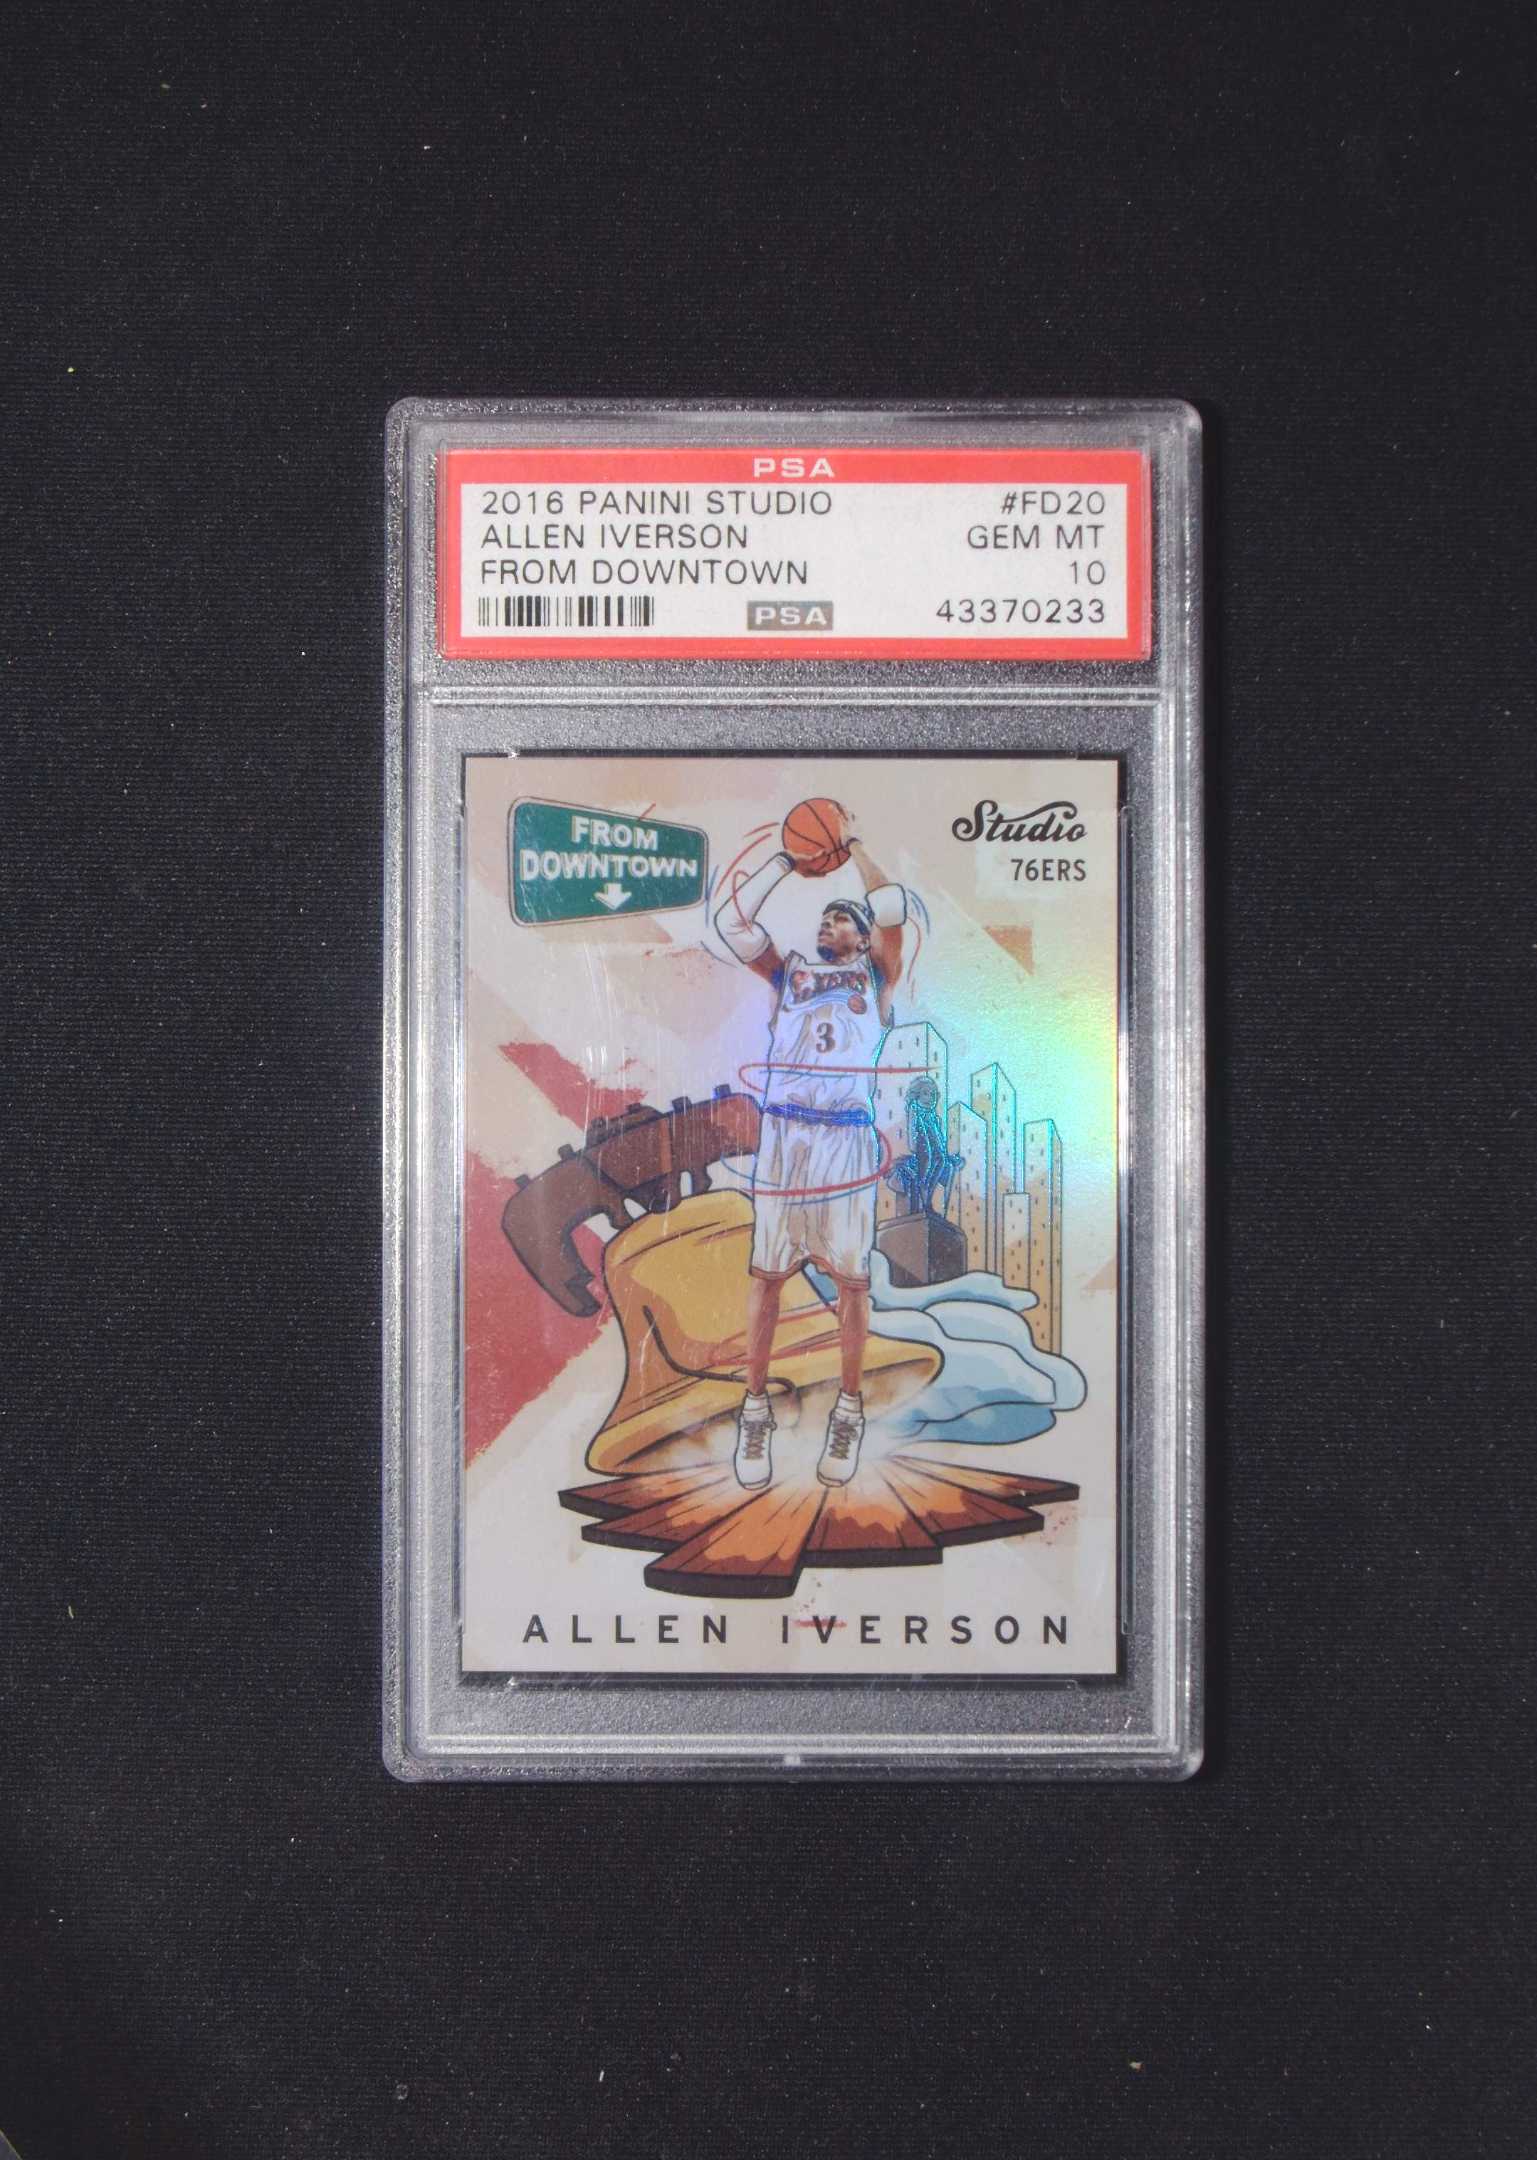 PSA
2016 PANINI STUDIO #FD20
ALLEN IVERSON GEM MT
FROM DOWNTOWN 10
PSA 43370233
FROM
DOWNTOWN
Studio
76ERS
SIXERS
3
ALLEN IVERSON